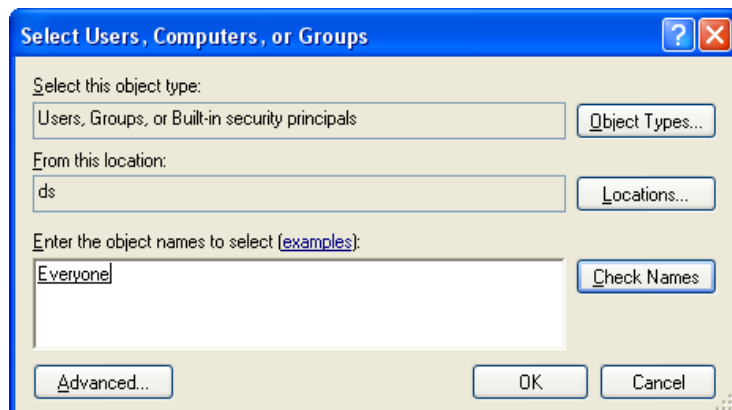 Select Users, Computers, or Groups
Select this object type:
Users, Groups, or Built-in security principals
Object Types...
From this location:
ds
Locations...
Enter the object names to select (examples):
Everyone
Check Names
Advanced...
OK
Cancel